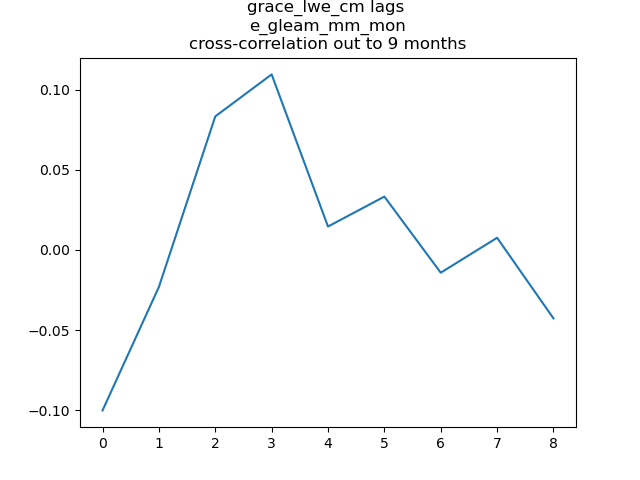 grace_lwe_cm lags
e_gleam_mm_mon
cross-correlation out to 9 months
0.10
0.05
0.00
−0.05
−0.10
0 1 2 3 4 5 6 7 8